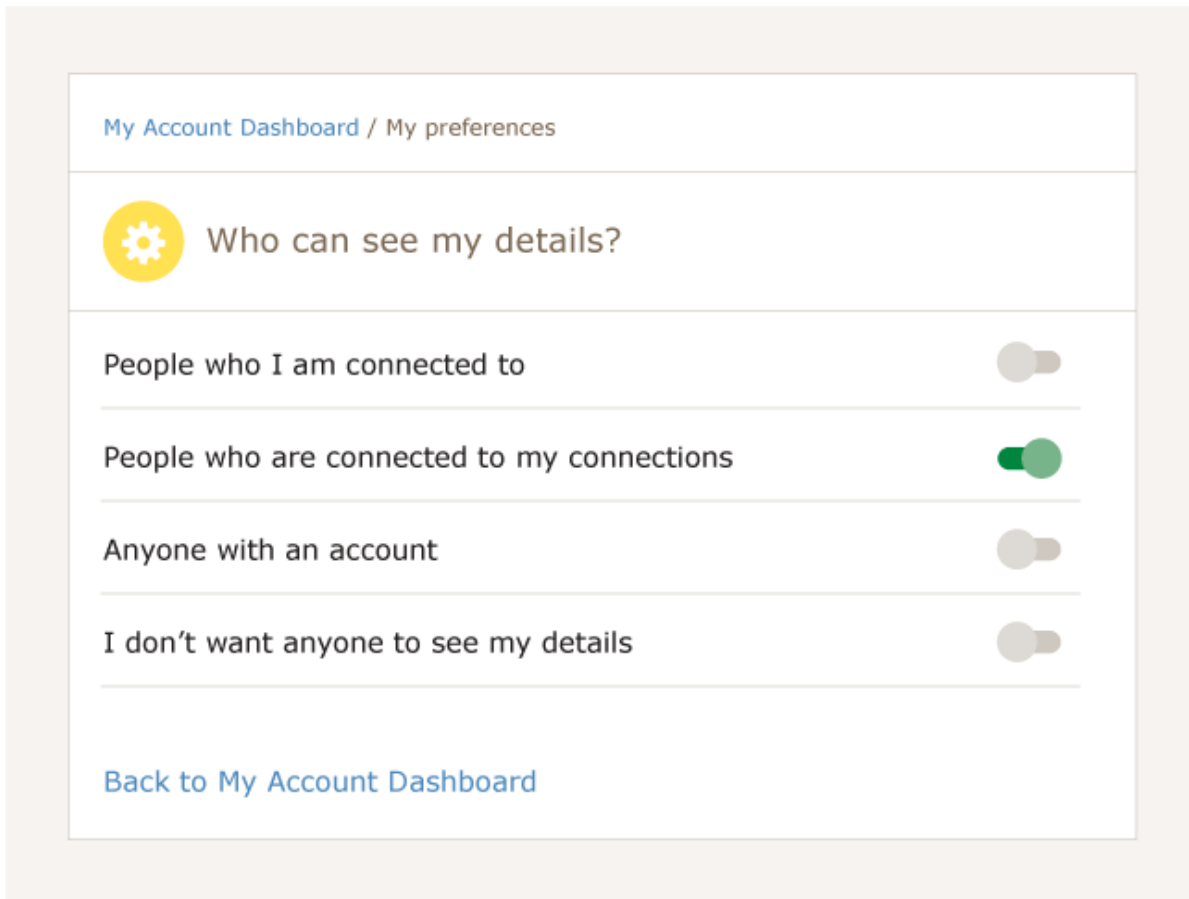 My Account Dashboard / My preferences
Who can see my details?
People who I am connected to
People who are connected to my connections
Anyone with an account
I don’t want anyone to see my details
Back to My Account Dashboard